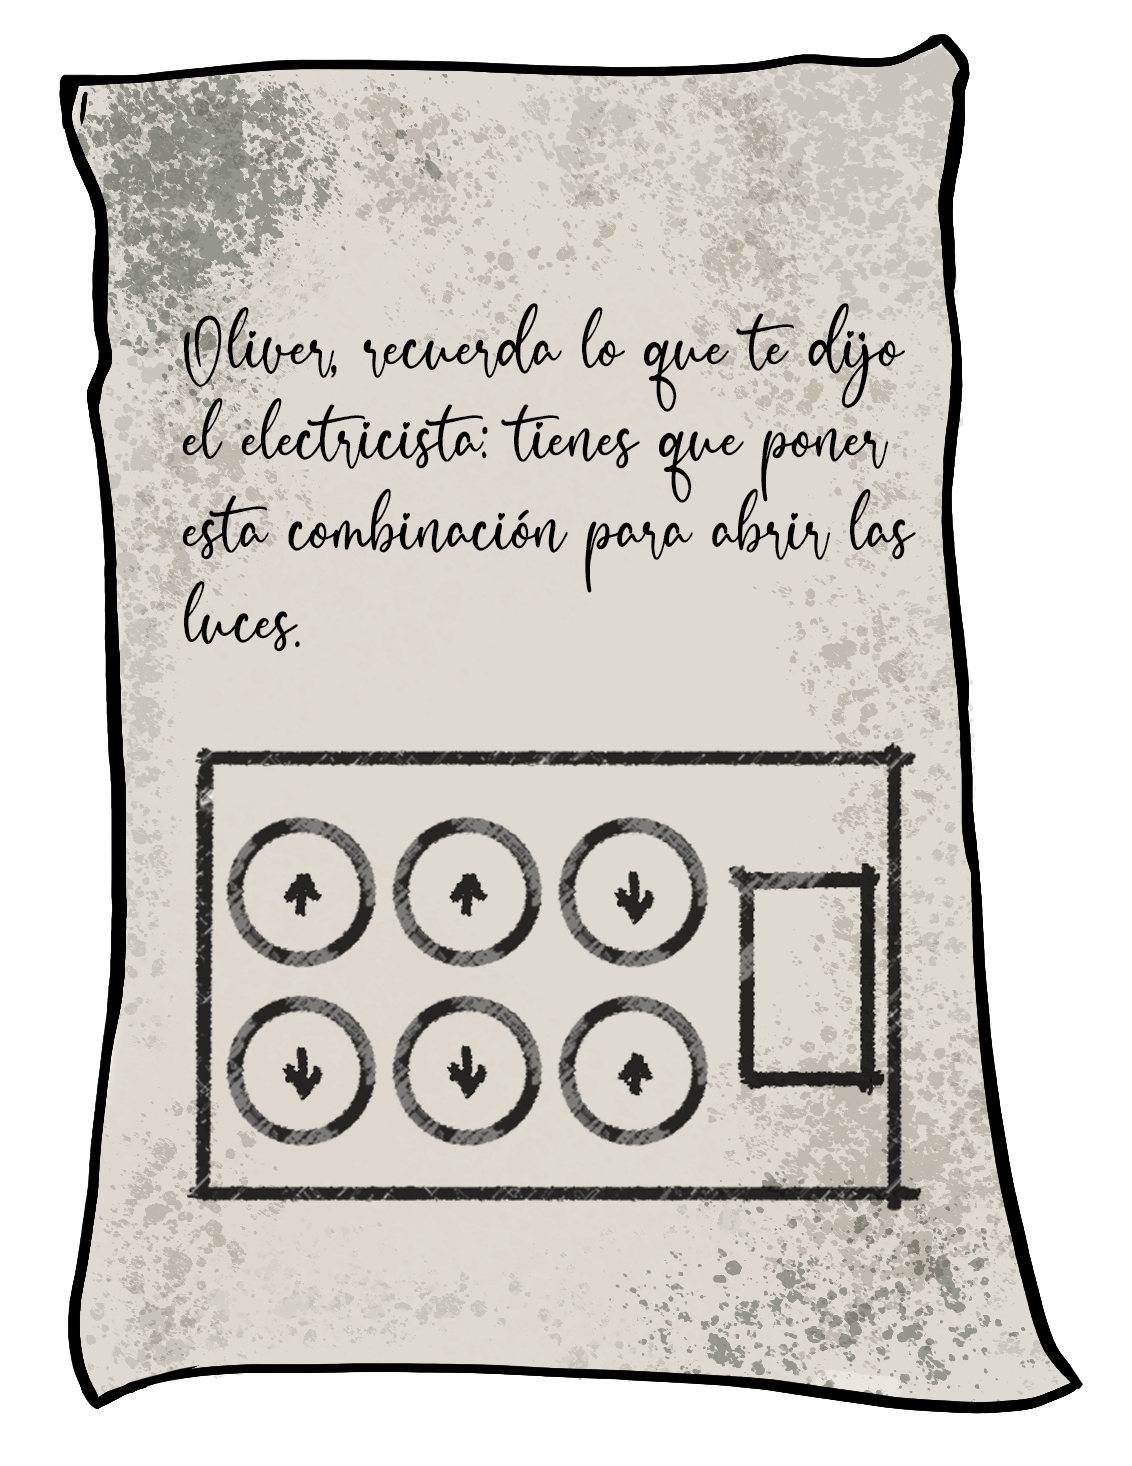 Oliver, recuerda lo que te dijo
el electricista: tienes que poner
esta combinación para abrir las
luces.